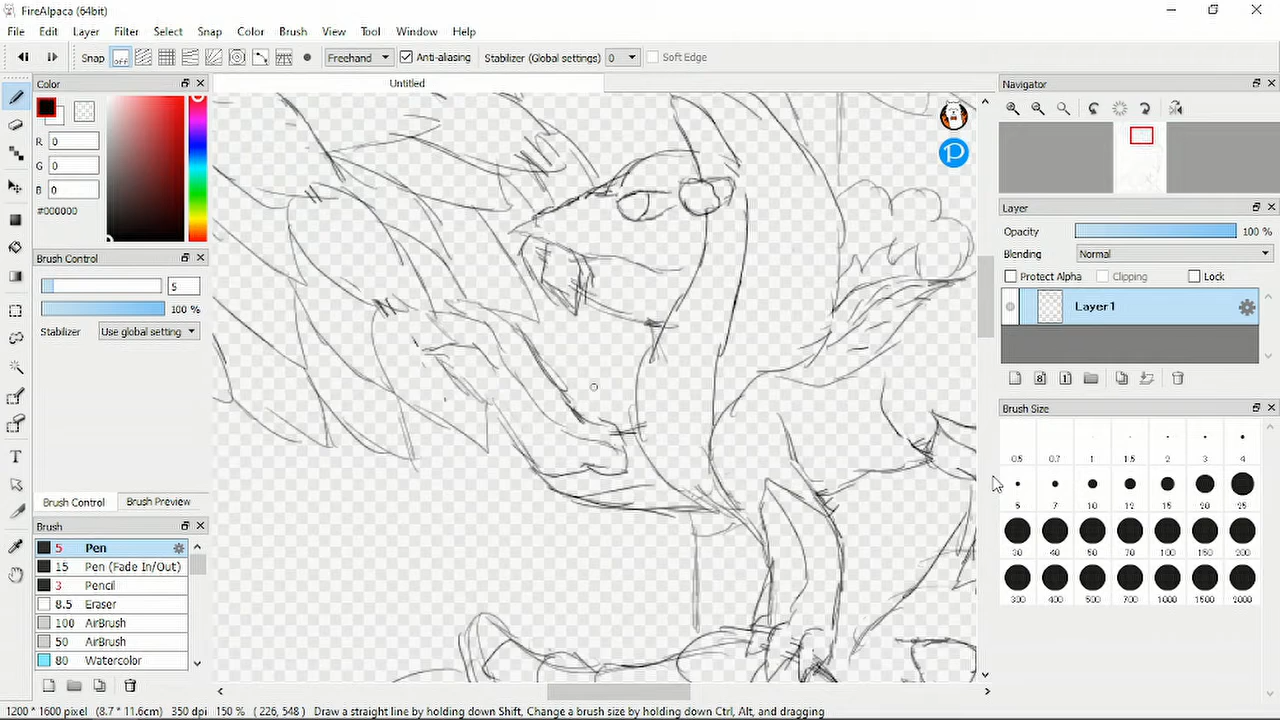 FireAlpaca (64bit)
File Edit Layer Filter Select Snap Color Brush View Tool Window Help
Snap off Freehand Anti-aliasing Stabilizer (Global settings) 0 Soft Edge
Color
R 0
G 0
B 0
#000000
Brush Control
5
100 %
Stabilizer Use global setting
Brush Control Brush Preview
Brush
5 Pen
15 Pen (Fade In/Out)
3 Pencil
8.5 Eraser
100 AirBrush
50 AirBrush
80 Watercolor
Untitled
P
Navigator
Layer
Opacity 100 %
Blending Normal
Protect Alpha Clipping Lock
Layer1
8 1
Brush Size
0.5 0.7 1 1.5 2 3 4
5 7 10 12 15 20 25
30 40 50 70 100 150 200
300 400 500 700 1000 1500 2000
1200 * 1600 pixel (8.7 * 11.6cm) 350 dpi 150 % ( 226, 548 ) Draw a straight line by holding down Shift, Change a brush size by holding down Ctrl, Alt, and dragging